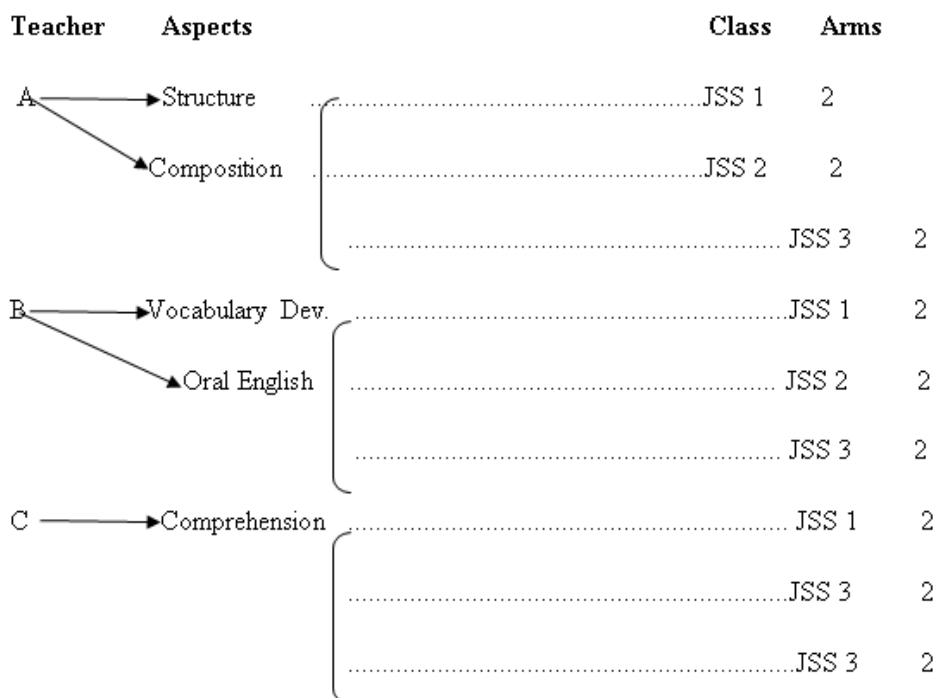 Teacher Aspects Class Arms
A Structure ........................................................................JSS 1 2
Composition ........................................................................JSS 2 2
................................................................................ JSS 3 2
B Vocabulary Dev. ................................................................................JSS 1 2
Oral English .............................................................................. JSS 2 2
................................................................................JSS 3 2
C Comprehension ................................................................................. JSS 1 2
.................................................................................JSS 3 2
..................................................................................JSS 3 2